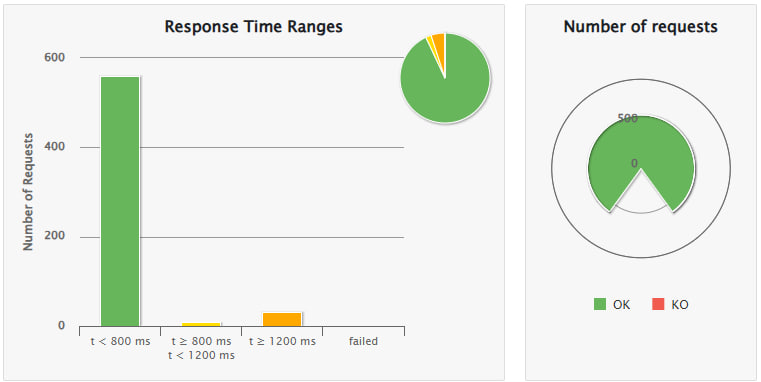 Response Time Ranges
Number of Requests
600
400
200
0
t < 800 ms
t ≥ 800 ms
t < 1200 ms
t ≥ 1200 ms
failed
Number of requests
500
0
OK
KO